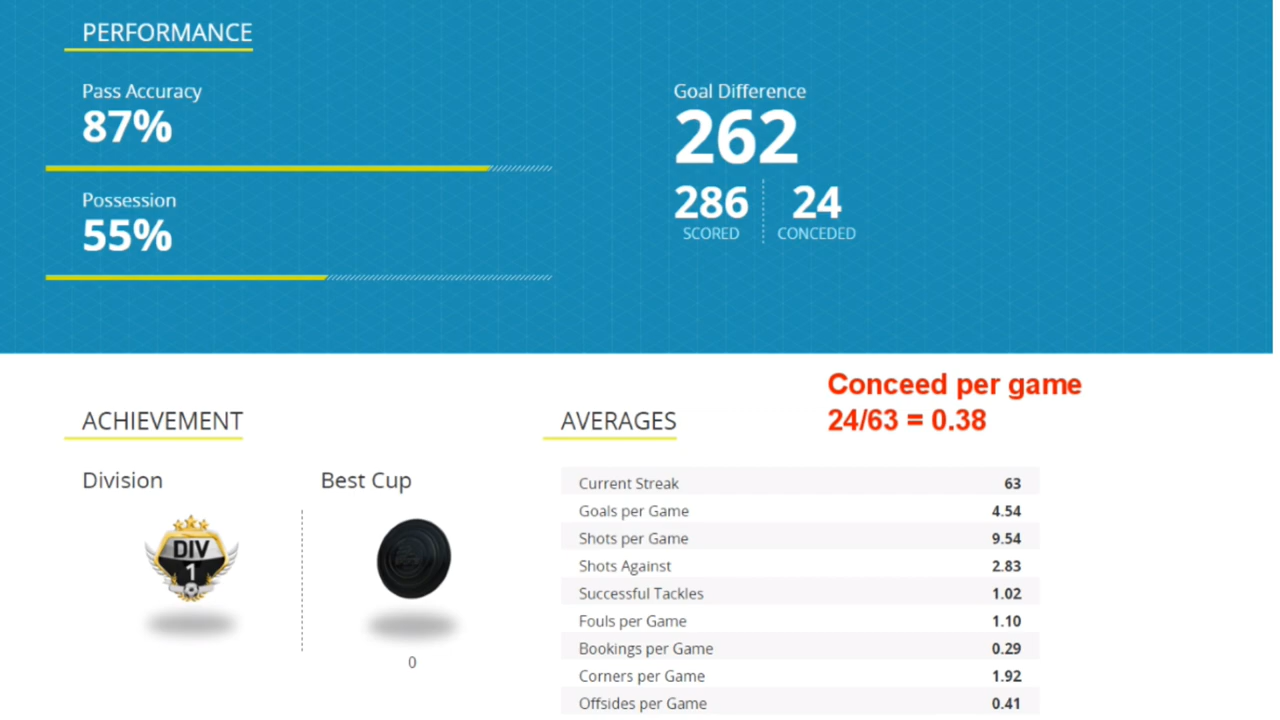 PERFORMANCE
Pass Accuracy
87%
Possession
55%
Goal Difference
262
286 24
SCORED CONCEDED
Conceed per game
24/63 = 0.38
ACHIEVEMENT
Division
Best Cup
DIV
1
0
AVERAGES
Current Streak 63
Goals per Game 4.54
Shots per Game 9.54
Shots Against 2.83
Successful Tackles 1.02
Fouls per Game 1.10
Bookings per Game 0.29
Corners per Game 1.92
Offsides per Game 0.41